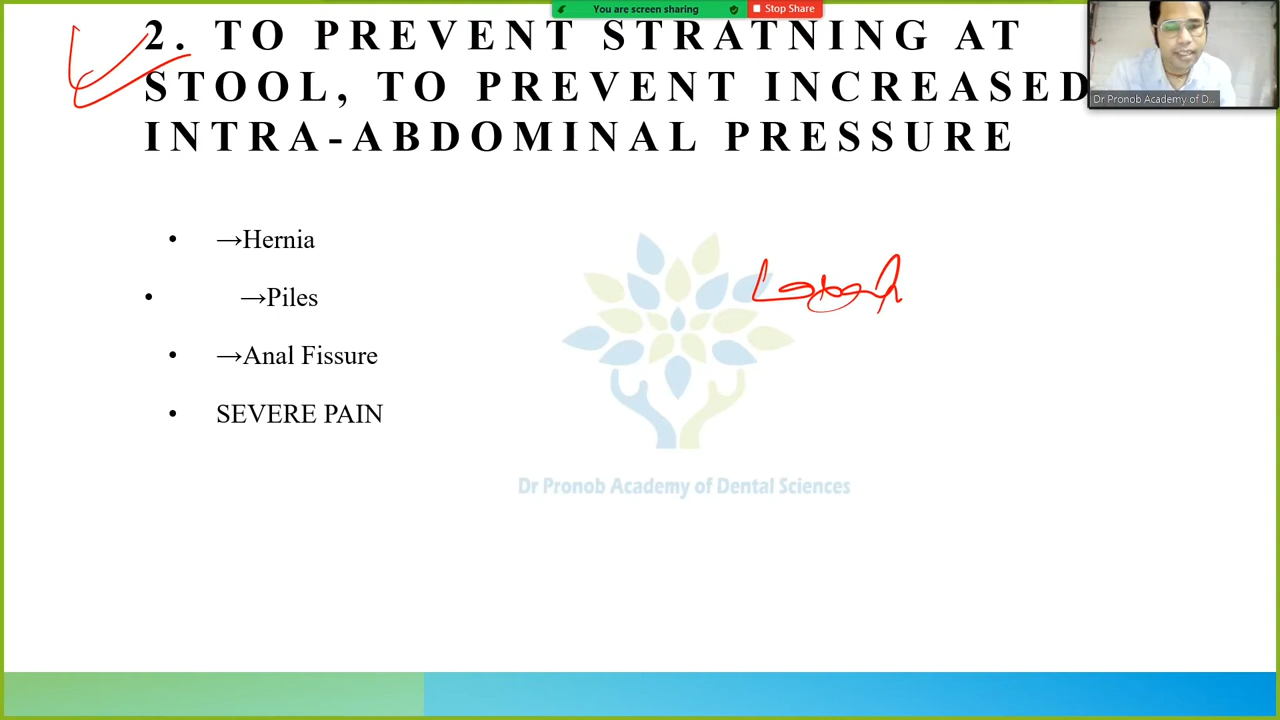 You are screen sharing Stop Share
2. TO PREVENT STRATNING AT
STOOL, TO PREVENT INCREASED
INTRA-ABDOMINAL PRESSURE
Dr Pronob Academy of D...
• →Hernia
• →Piles
• →Anal Fissure
• SEVERE PAIN
Dr Pronob Academy of Dental Sciences